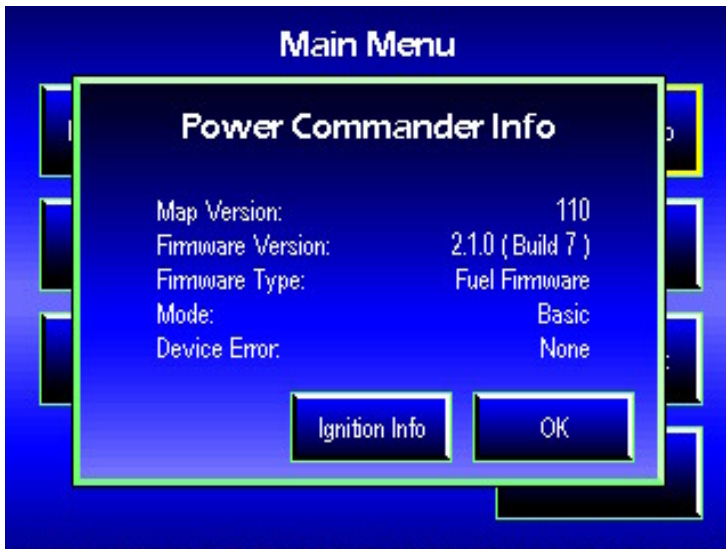 Main Menu
Power Commander Info
Map Version: 110
Firmware Version: 2.1.0 ( Build 7 )
Firmware Type: Fuel Firmware
Mode: Basic
Device Error: None
Ignition Info OK